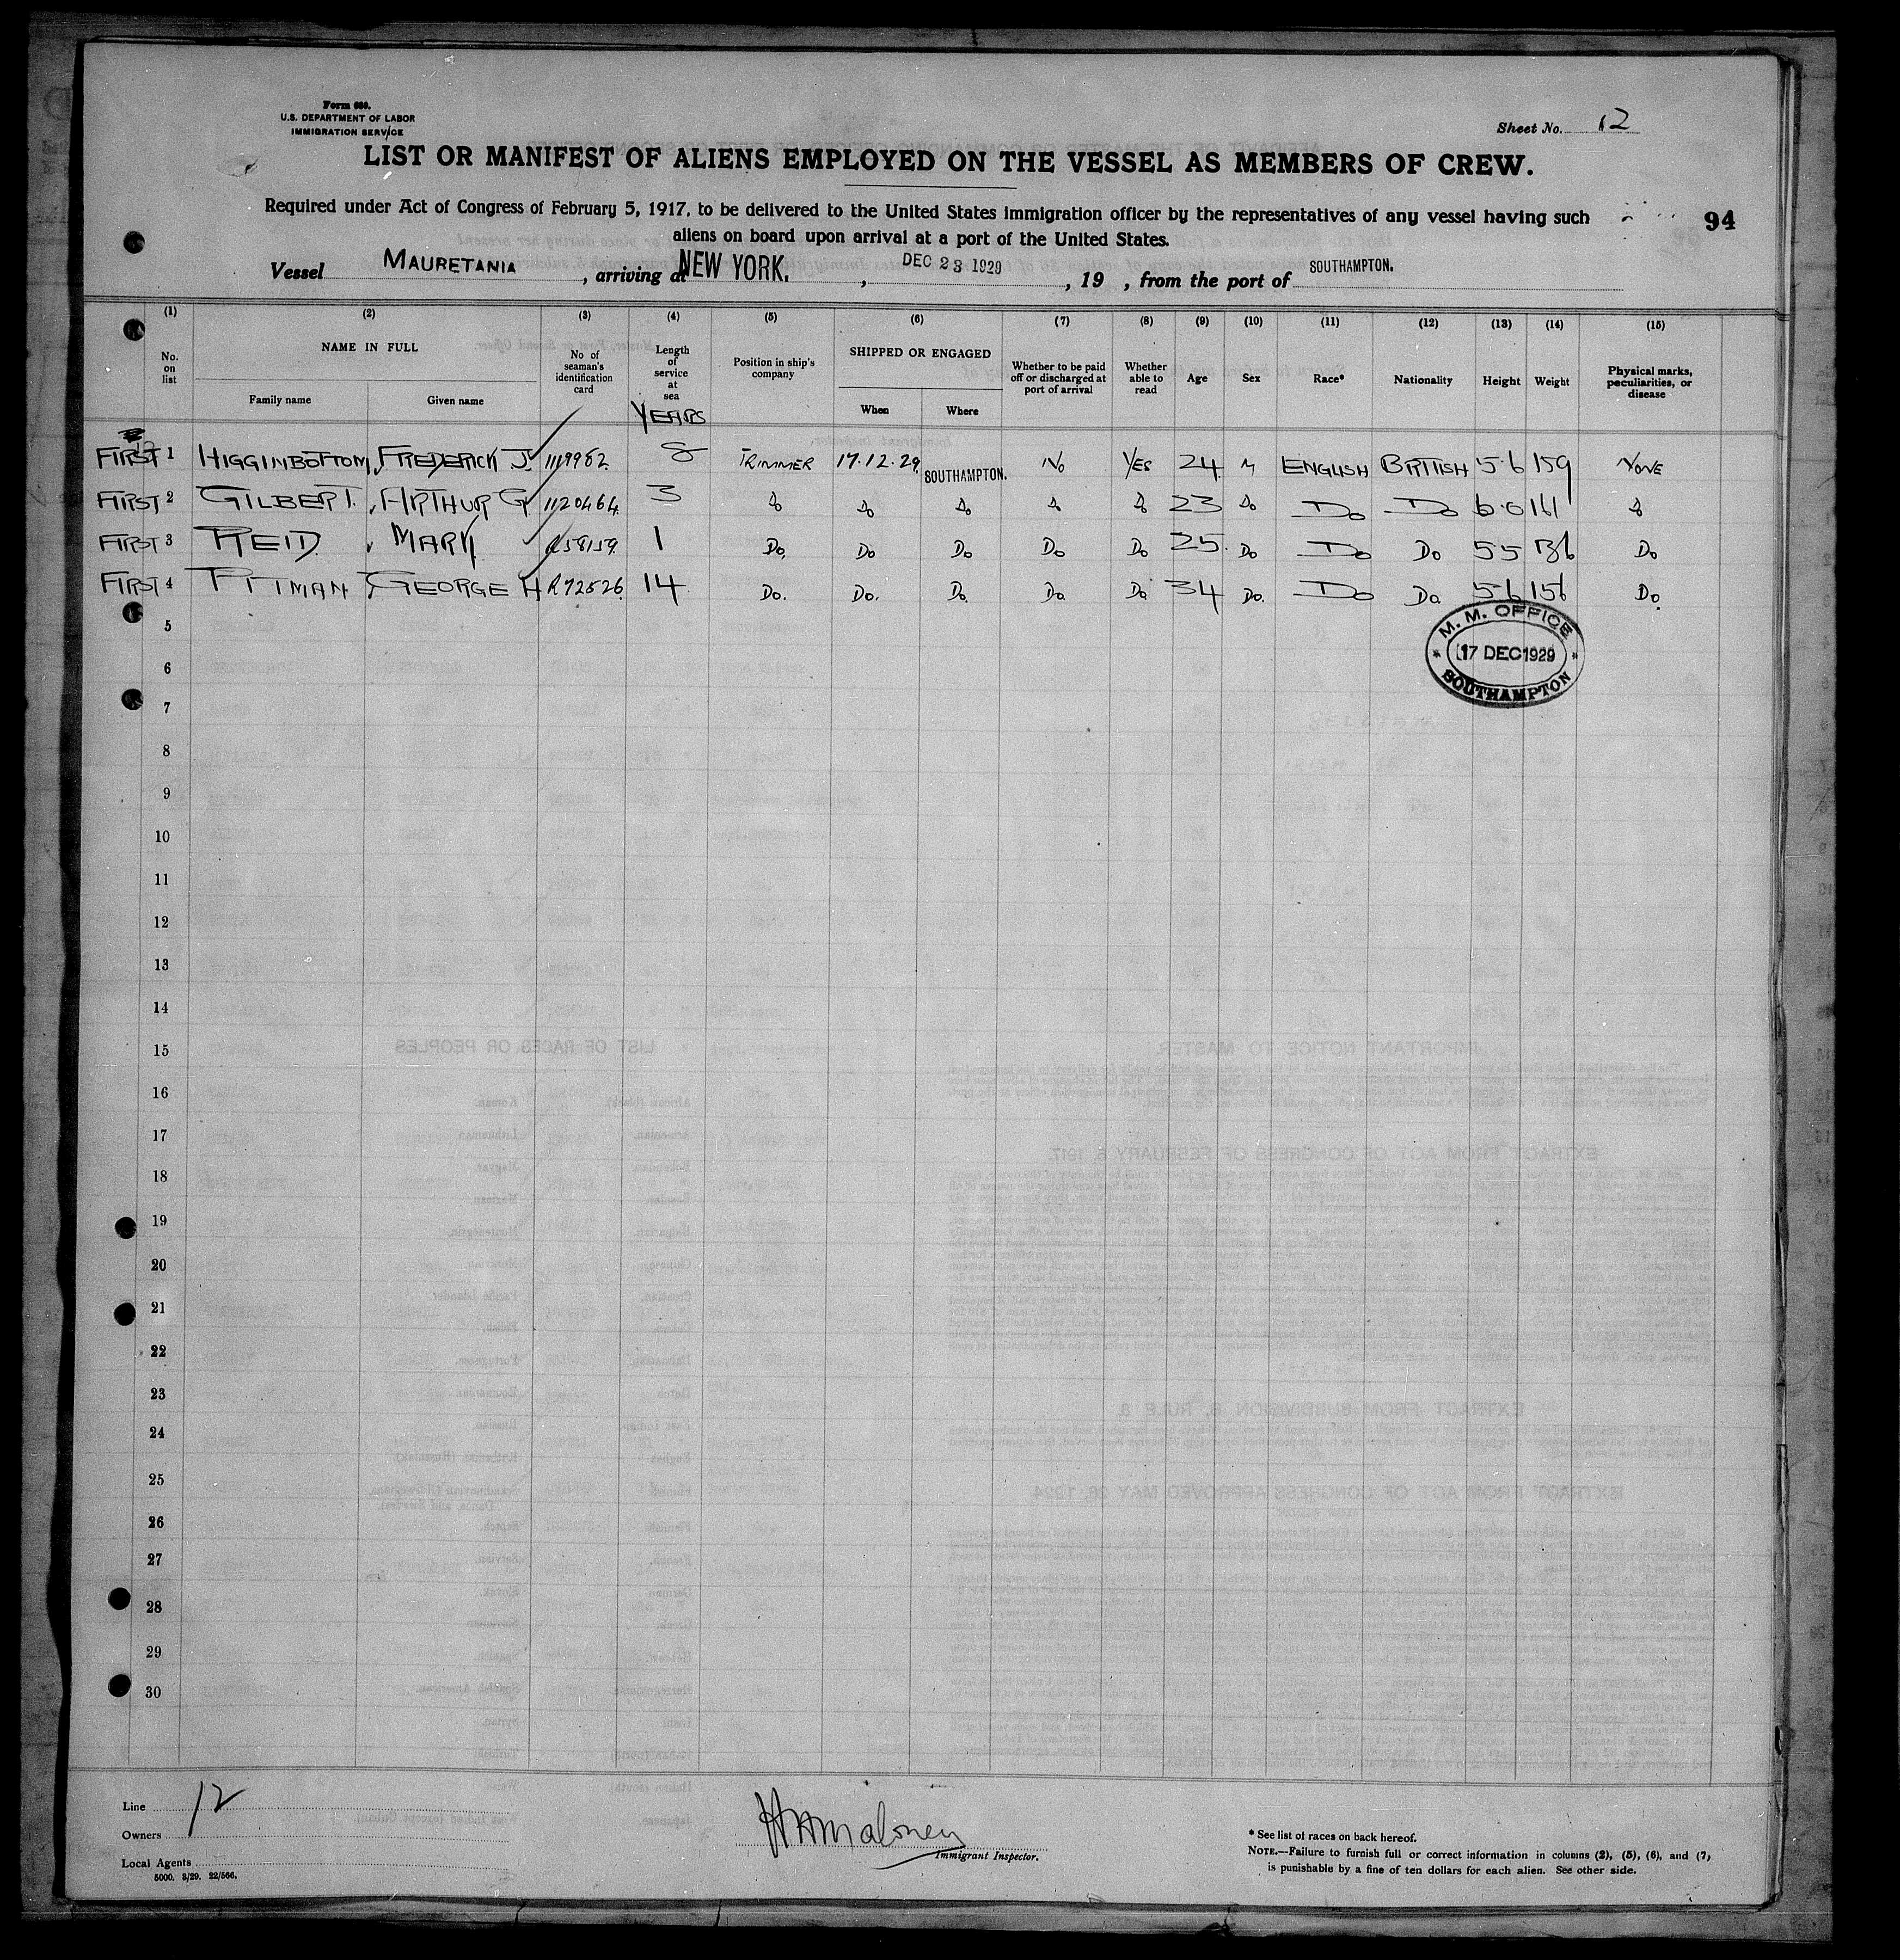 Form 680.
U.S. DEPARTMENT OF LABOR
IMMIGRATION SERVICE
Sheet No. 12
LIST OR MANIFEST OF ALIENS EMPLOYED ON THE VESSEL AS MEMBERS OF CREW.
Required under Act of Congress of February 5, 1917, to be delivered to the United States immigration officer by the representatives of any vessel having such
aliens on board upon arrival at a port of the United States.
94
Vessel MAURETANIA, arriving at NEW YORK., DEC 23 1929, 19 , from the port of SOUTHAMPTON.
(1) (2) (3) (4) (5) (6) (7) (8) (9) (10) (11) (12) (13) (14) (15)
No. on list
NAME IN FULL
Family name Given name
No of seaman's identification card
Length of service at sea
YEARS
Position in ship's company
SHIPPED OR ENGAGED
When Where
Whether to be paid off or discharged at port of arrival
Whether able to read
Age
Sex
Race*
Nationality
Height
Weight
Physical marks, peculiarities, or disease
FIRST 1 HIGGINBOTTOM, FREDERICK J. 1119982. 8 TRIMMER 17.12.29. SOUTHAMPTON. NO YES 24 M ENGLISH BRITISH 5.6 159 NONE
FIRST 2 GILBERT, ARTHUR G. 1120464. 3 Do Do Do Do Do 23 Do Do Do 6.0 161 Do
FIRST 3 REID, MARK 1 Do. Do Do Do Do 25. Do Do Do 5 5 136 Do
FIRST 4 PITMAN, GEORGE H R72526. 14 Do. Do. Do. Do. Do 34 Do. Do Do. 5.6 156 Do.
5
M. M. OFFICE
17 DEC 1929
SOUTHAMPTON
6
7
8
9
10
11
12
13
14
15
16
17
18
19
20
21
22
23
24
25
26
27
28
29
30
Line 12
Owners
Local Agents
5000. 3/29. 22/566.
Maloney
Immigrant Inspector.
* See list of races on back hereof.
NOTE.—Failure to furnish full or correct information in columns (2), (5), (6), and (7),
is punishable by a fine of ten dollars for each alien. See other side.